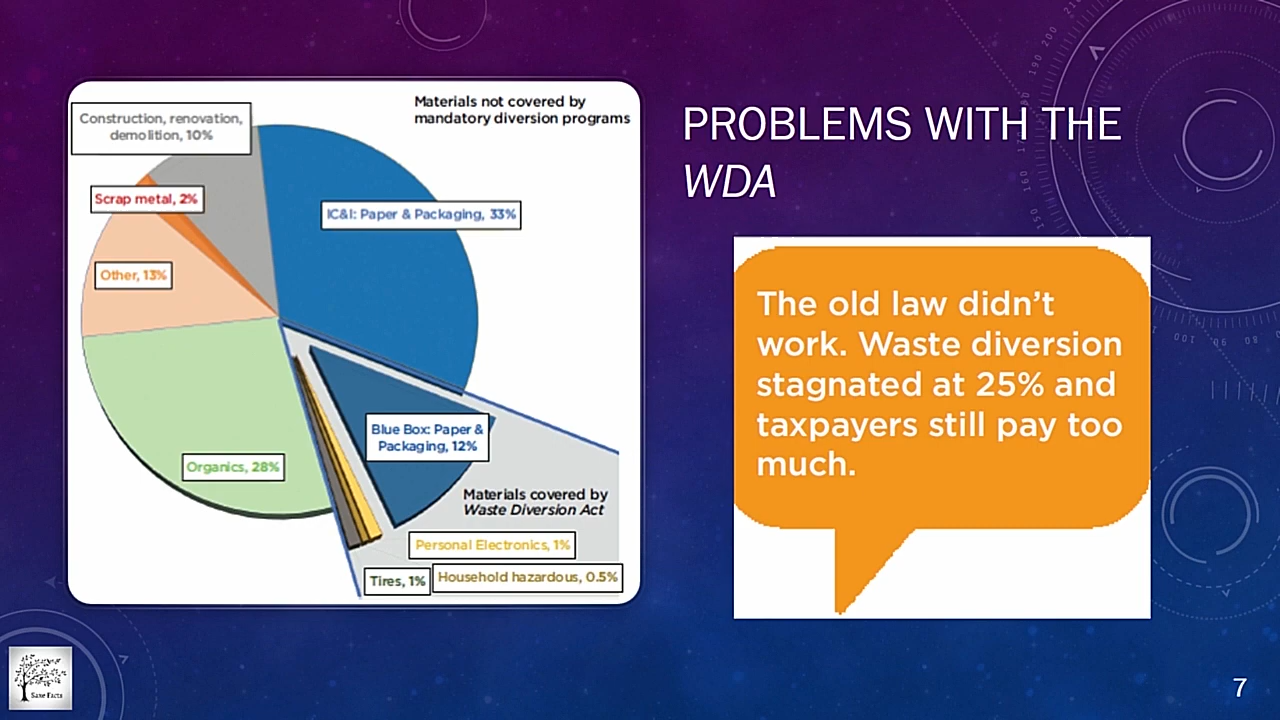 PROBLEMS WITH THE
WDA
Materials not covered by
mandatory diversion programs
Construction, renovation,
demolition, 10%
Scrap metal, 2%
IC&I: Paper & Packaging, 33%
Other, 13%
Blue Box: Paper &
Packaging, 12%
Organics, 28%
Materials covered by
Waste Diversion Act
Personal Electronics, 1%
Tires, 1%
Household hazardous, 0.5%
The old law didn't
work. Waste diversion
stagnated at 25% and
taxpayers still pay too
much.
7